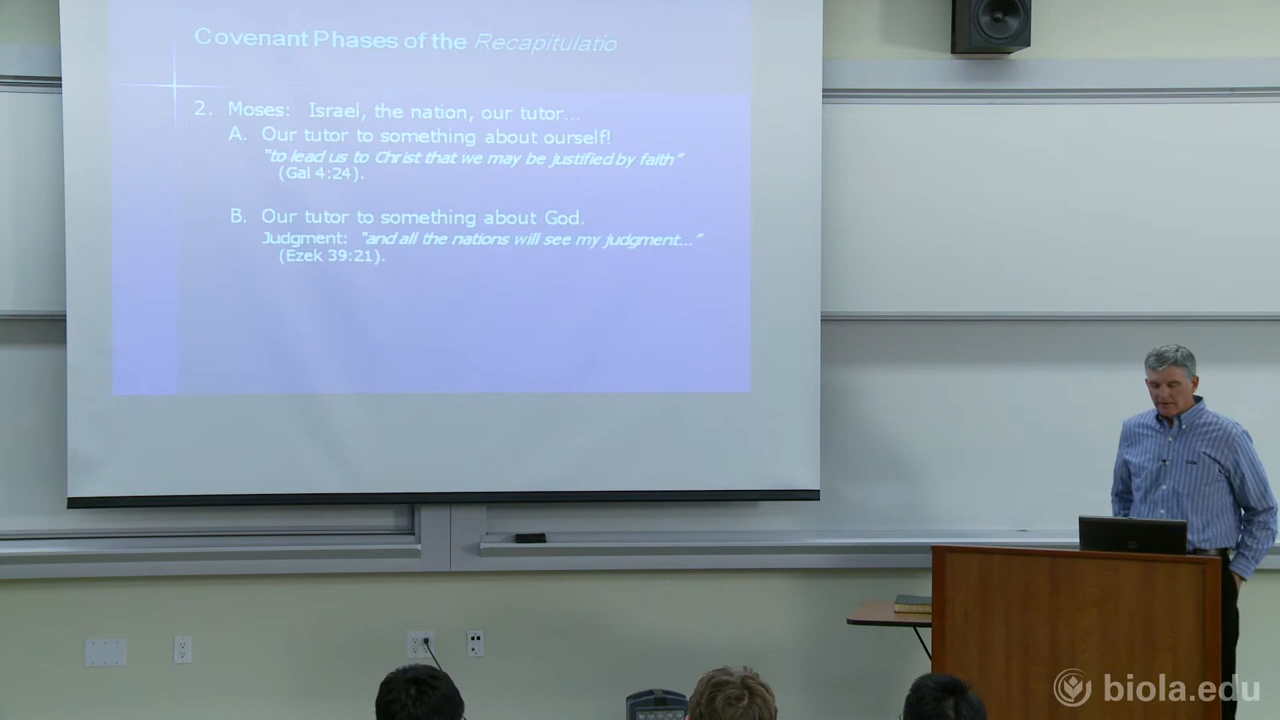 Covenant Phases of the Recapitulatio
2. Moses: Israel, the nation, our tutor...
A. Our tutor to something about ourself!
"to lead us to Christ that we may be justified by faith"
(Gal 4:24).
B. Our tutor to something about God.
Judgment: "and all the nations will see my judgment..."
(Ezek 39:21).
biola.edu